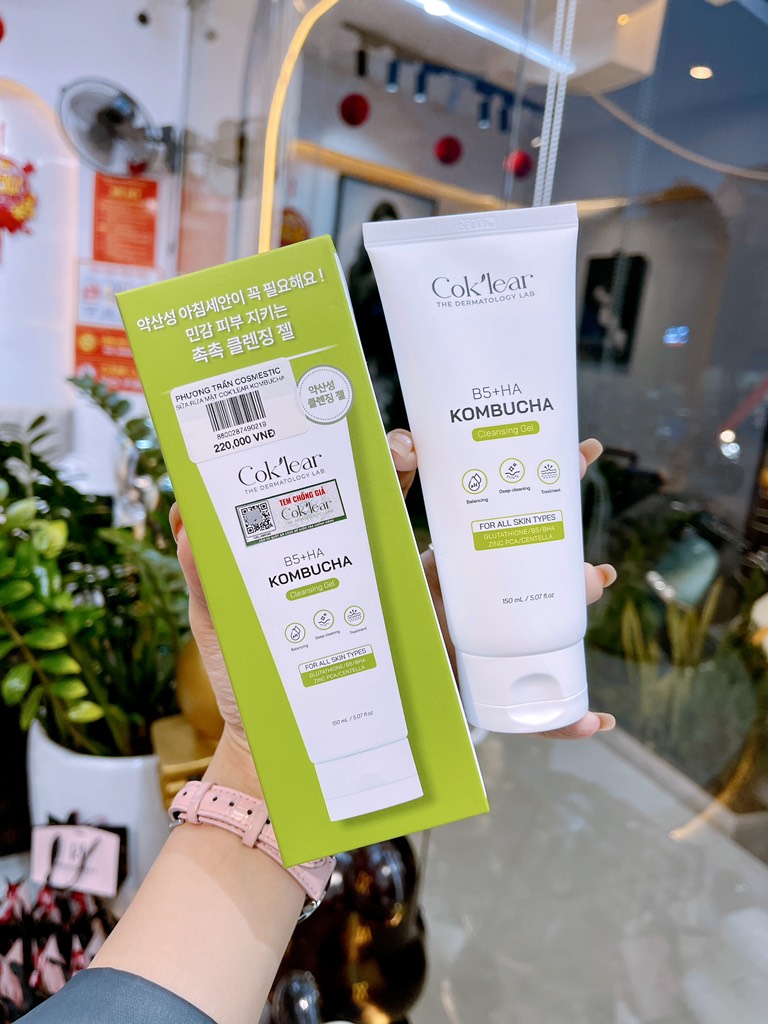 약산성 아침세안이 꼭 필요해요!
민감 피부 지키는
촉촉 클렌징 젤
PHƯƠNG TRẦN COSMESTIC
SỮA RỬA MẶT COK'LEAR KOMBUCHA
8800287490219
220,000 VNĐ
약산성
클렌징 젤
Cok'lear
THE DERMATOLOGY LAB
TEM CHỐNG GIẢ
Cok'lear
B5+HA
KOMBUCHA
Cleansing Gel
Balancing
Deep-cleansing
Treatment
FOR ALL SKIN TYPES
GLUTATHIONE/B5/BHA
ZINC PCA/CENTELLA
150 mL / 5.07 fl.oz
Cok'lear
THE DERMATOLOGY LAB
B5+HA
KOMBUCHA
Cleansing Gel
pH
Balancing
Deep-cleansing
Treatment
FOR ALL SKIN TYPES
GLUTATHIONE/B5/BHA
ZINC PCA/CENTELLA
150 mL / 5.07 fl.oz